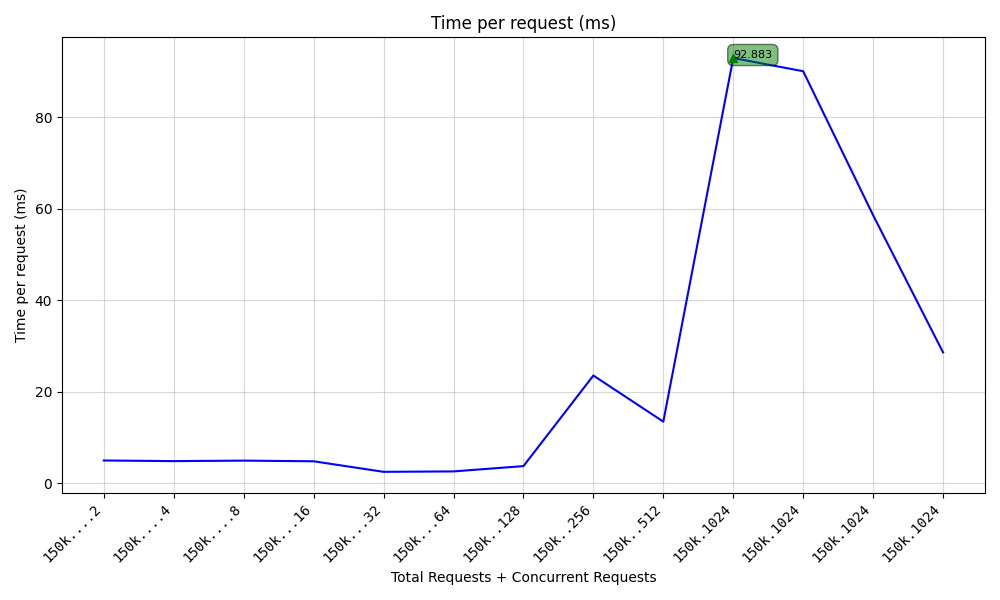 Time per request (ms)
92.883
Time per request (ms)
80
60
40
20
0
150k....2
150k....4
150k....8
150k...16
150k...32
150k...64
150k..128
150k..256
150k..512
150k.1024
150k.1024
150k.1024
150k.1024
Total Requests + Concurrent Requests